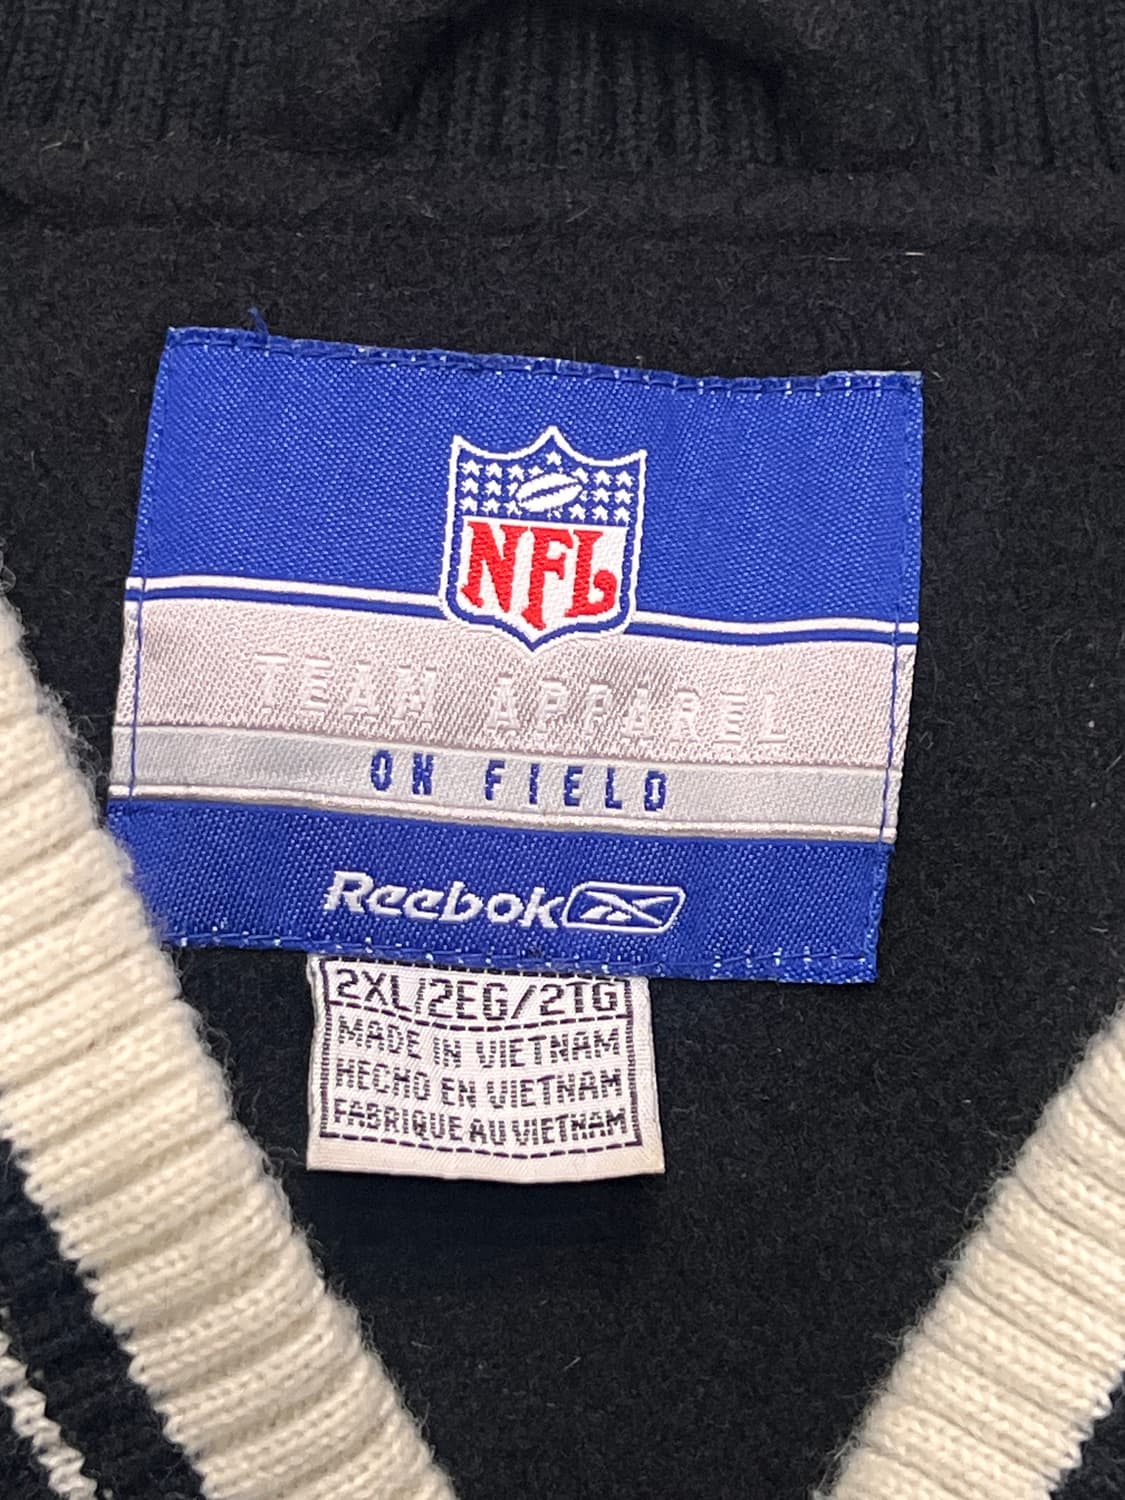 NFL
TEAM APPAREL
ON FIELD
Reebok
2XL/2EG/2TG
MADE IN VIETNAM
HECHO EN VIETNAM
FABRIQUE AU VIETNAM